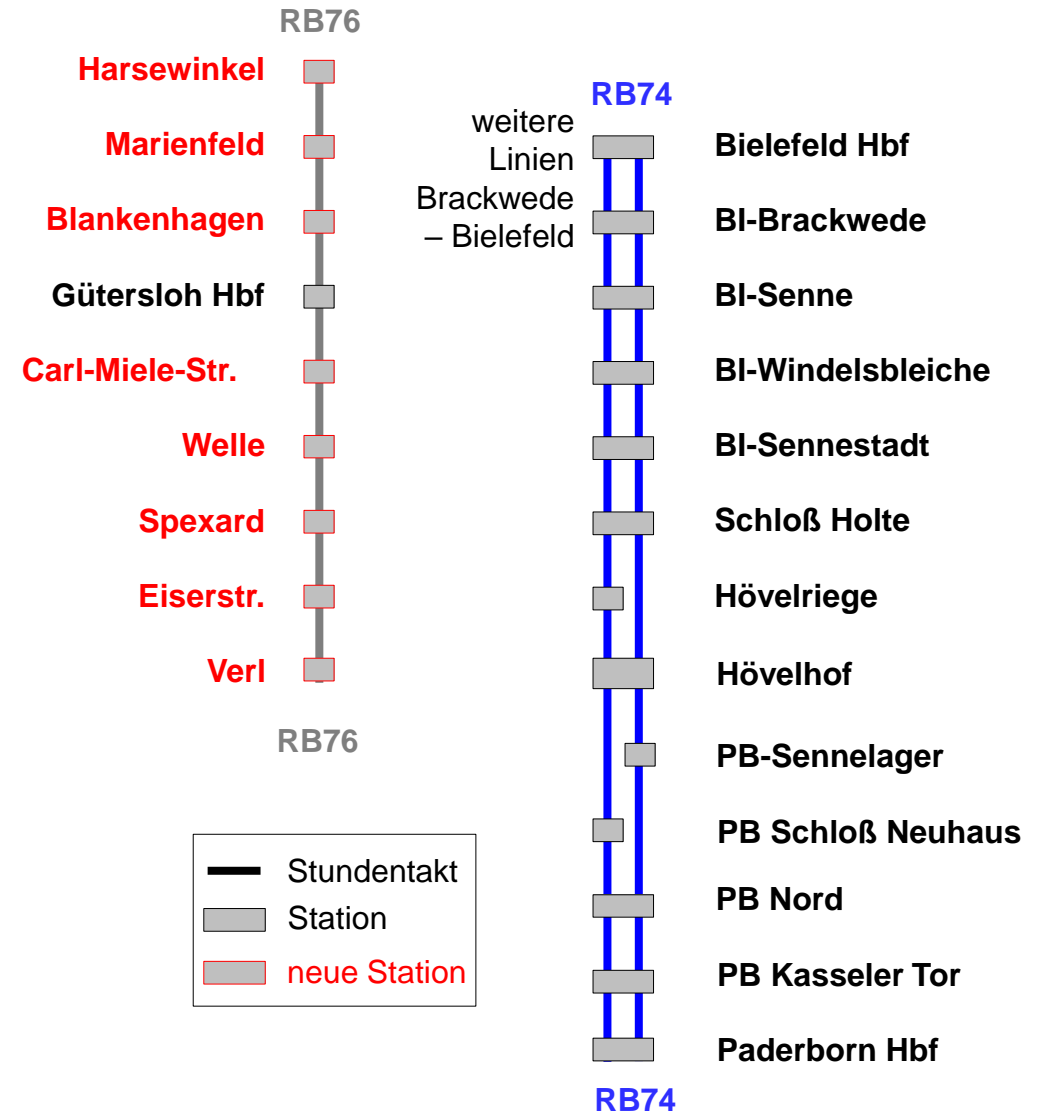 RB76
Harsewinkel
Marienfeld
Blankenhagen
Gütersloh Hbf
Carl-Miele-Str.
Welle
Spexard
Eiserstr.
Verl
RB76
RB74
weitere
Linien
Brackwede
– Bielefeld
Bielefeld Hbf
BI-Brackwede
BI-Senne
BI-Windelsbleiche
BI-Sennestadt
Schloß Holte
Hövelriege
Hövelhof
PB-Sennelager
PB Schloß Neuhaus
PB Nord
PB Kasseler Tor
Paderborn Hbf
RB74
Stundentakt
Station
neue Station